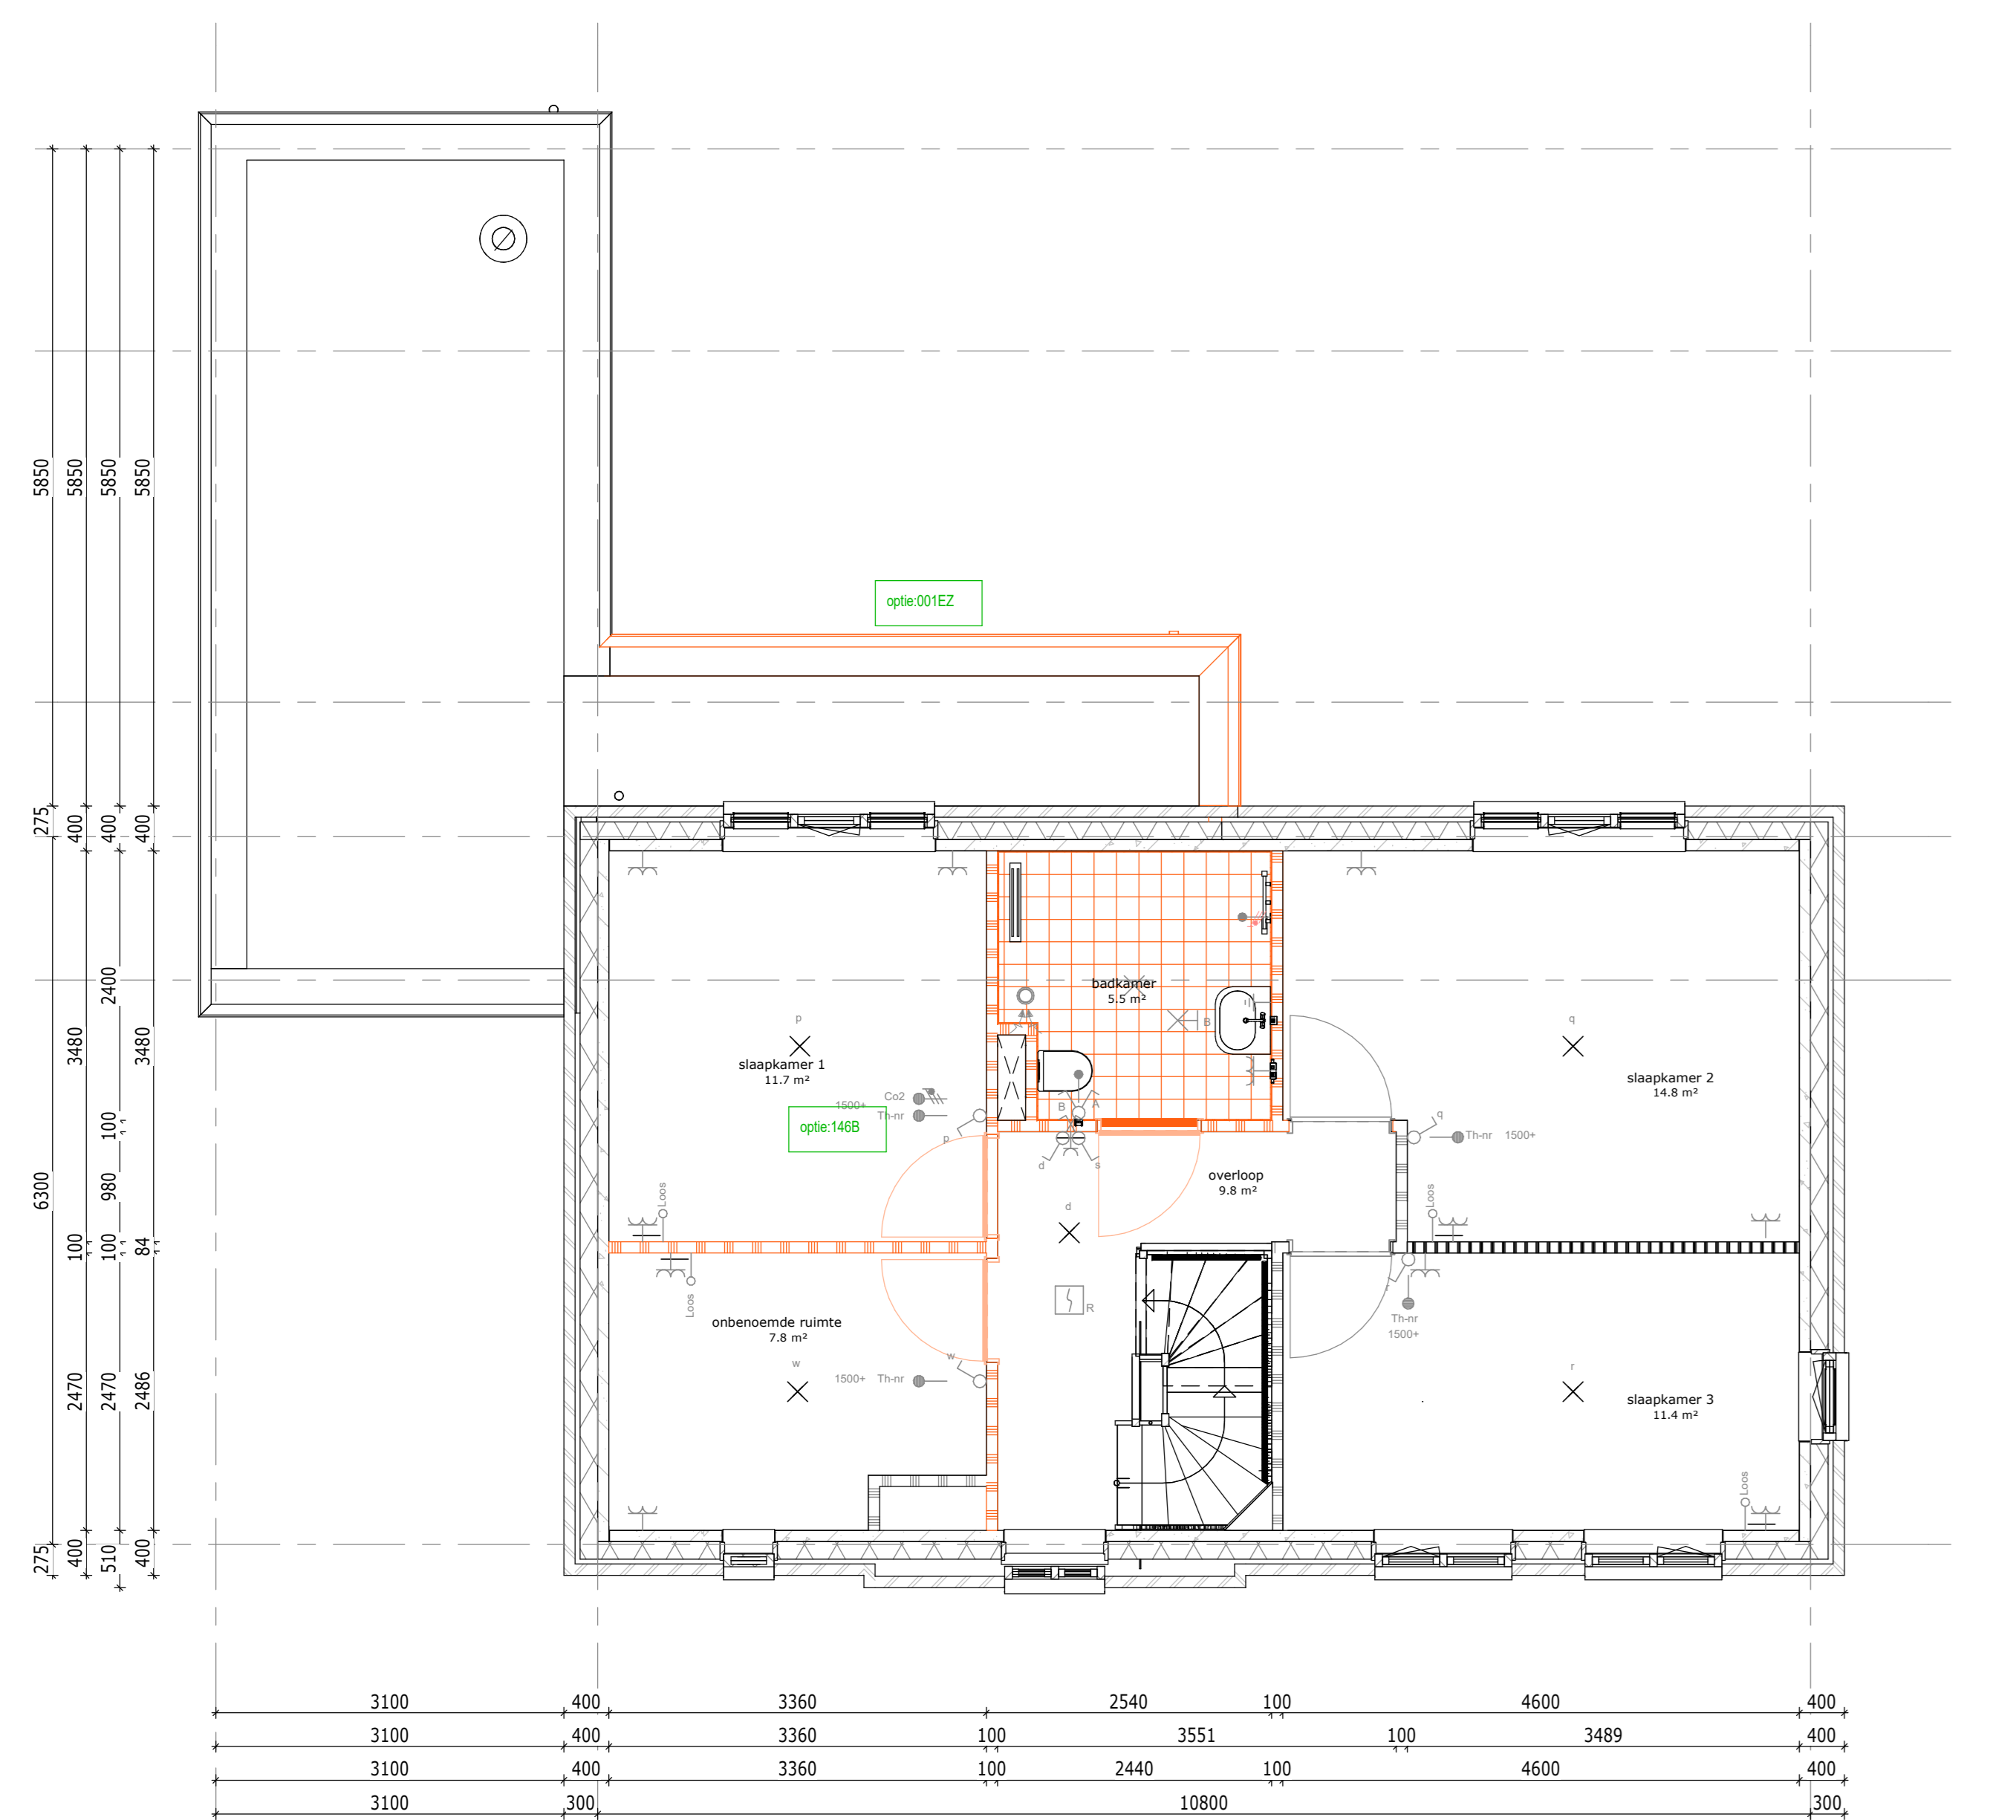 optie:001EZ
badkamer
5.5 m²
B
p
q
slaapkamer 1
11.7 m²
slaapkamer 2
14.8 m²
Co2
1500+
Th-nr
optie:146B
p
B
A
d
s
q
Th-nr 1500+
overloop
9.8 m²
d
Loos
Loos
Loos
R
onbenoemde ruimte
7.8 m²
w
w
1500+ Th-nr
Th-nr
1500+
r
slaapkamer 3
11.4 m²
Loos
5850
5850
5850
5850
275
400
400
400
2400
3480
3480
100
980
6300
100
100
84
2470
2470
2486
275
400
510
400
3100 400 3360 2540 100 4600 400
3100 400 3360 100 3551 100 3489 400
3100 400 3360 100 2440 100 4600 400
3100 300 10800 300